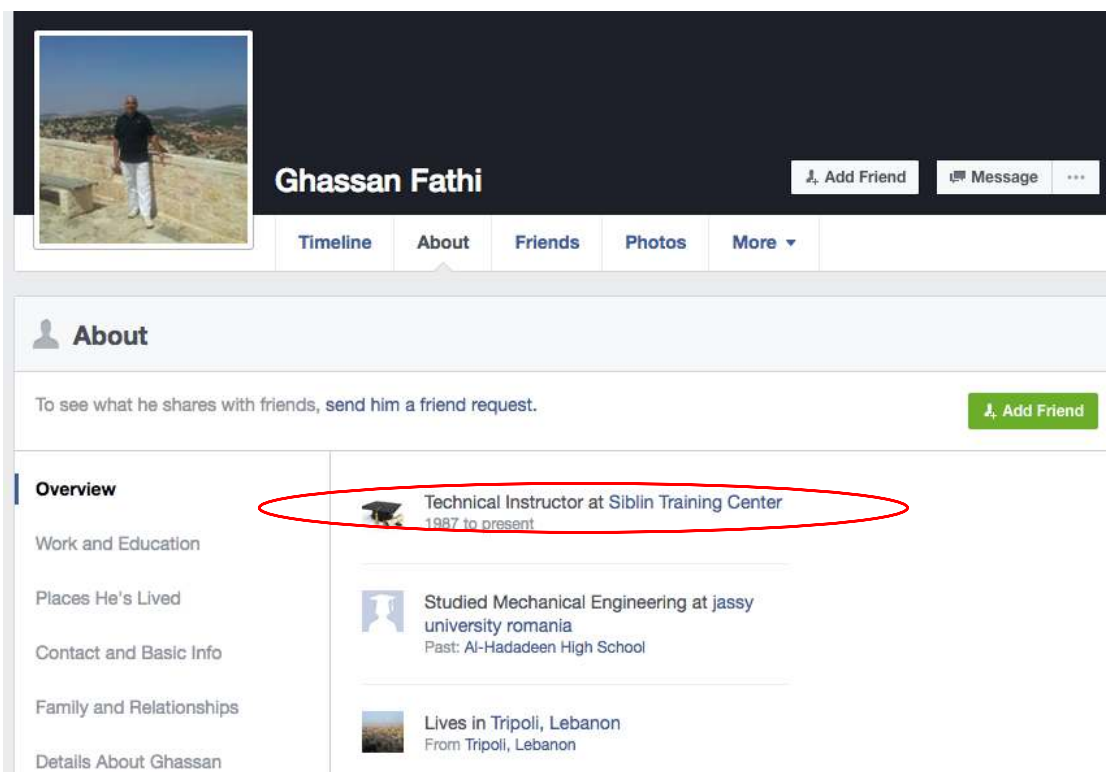 Ghassan Fathi
Add Friend
Message
Timeline
About
Friends
Photos
More
About
To see what he shares with friends, send him a friend request.
Add Friend
Overview
Work and Education
Places He's Lived
Contact and Basic Info
Family and Relationships
Details About Ghassan
Technical Instructor at Siblin Training Center
1987 to present
Studied Mechanical Engineering at jassy
university romania
Past: Al-Hadadeen High School
Lives in Tripoli, Lebanon
From Tripoli, Lebanon